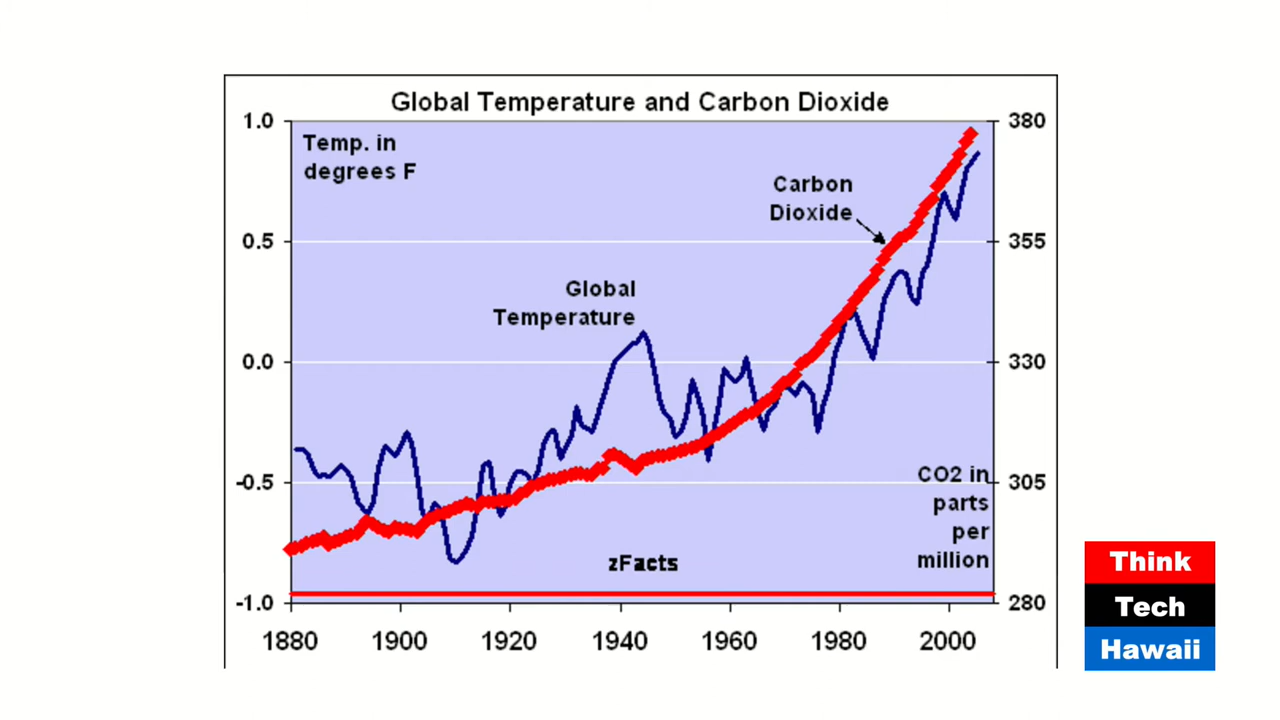 Global Temperature and Carbon Dioxide
1.0
380
Temp. in
degrees F
Carbon
Dioxide
0.5
355
Global
Temperature
0.0
330
-0.5
305
CO2 in
parts
per
million
zFacts
-1.0
280
1880 1900 1920 1940 1960 1980 2000
Think
Tech
Hawaii